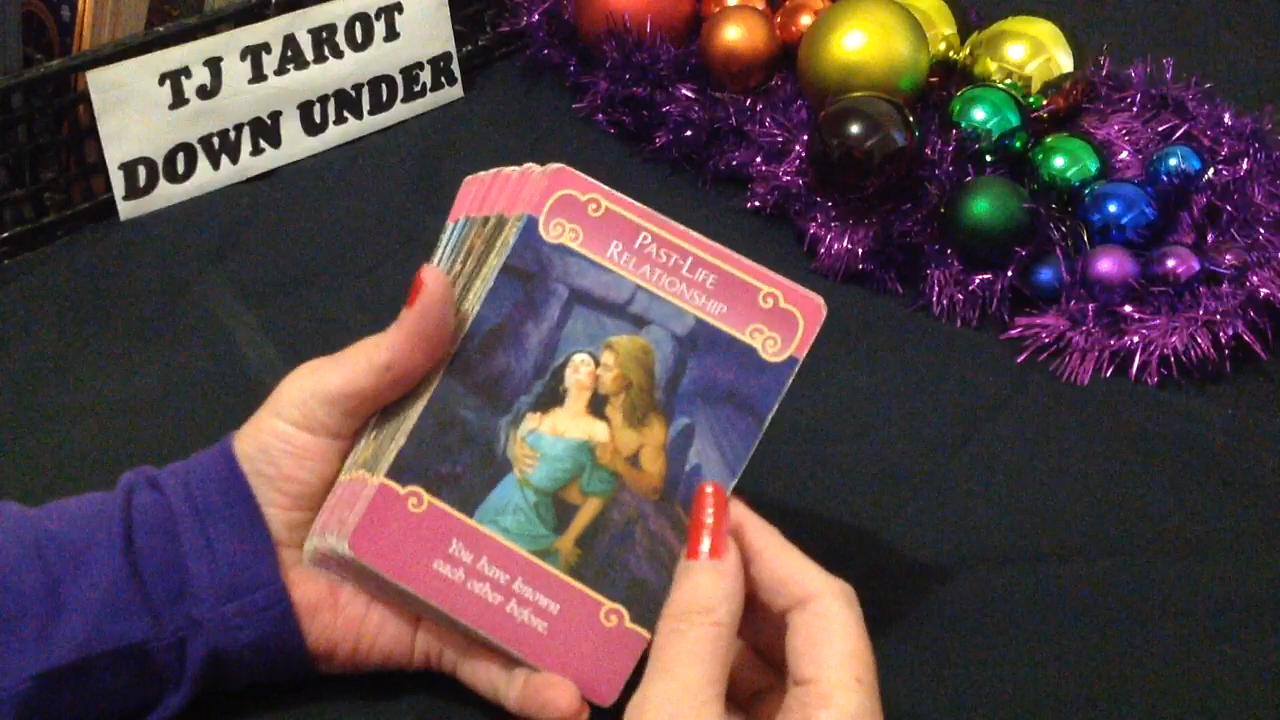 TJ TAROT
DOWN UNDER
PAST-LIFE
RELATIONSHIP
You have known
each other before.